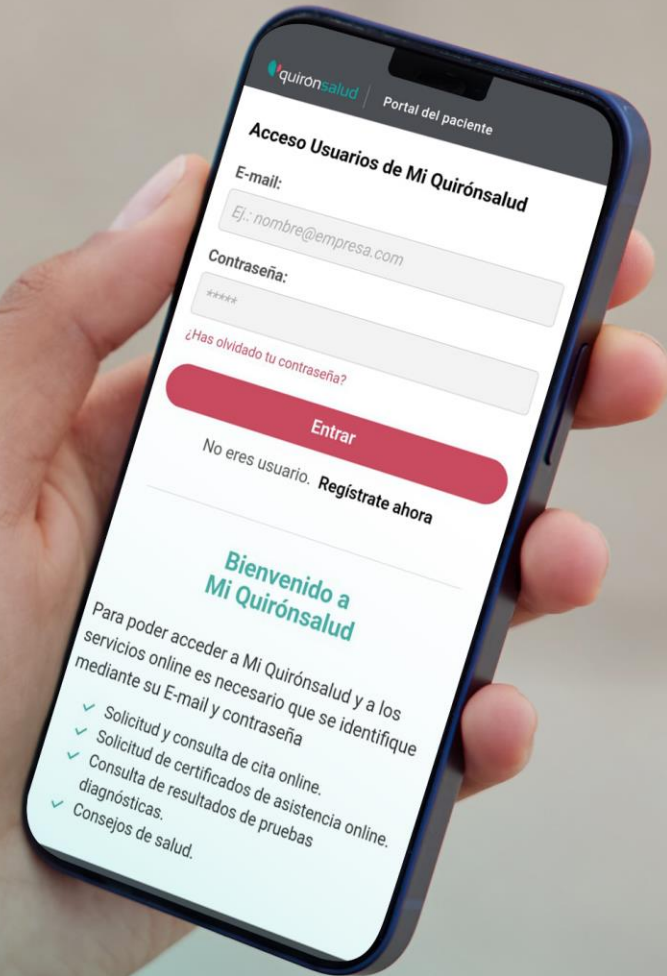 quirónsalud
Portal del paciente
Acceso Usuarios de Mi Quirónsalud
E-mail:
Ej.: nombre@empresa.com
Contraseña:
*****
¿Has olvidado tu contraseña?
Entrar
No eres usuario. Regístrate ahora
Bienvenido a
Mi Quirónsalud
Para poder acceder a Mi Quirónsalud y a los
servicios online es necesario que se identifique
mediante su E-mail y contraseña
Solicitud y consulta de cita online.
Solicitud de certificados de asistencia online.
Consulta de resultados de pruebas
diagnósticas.
Consejos de salud.